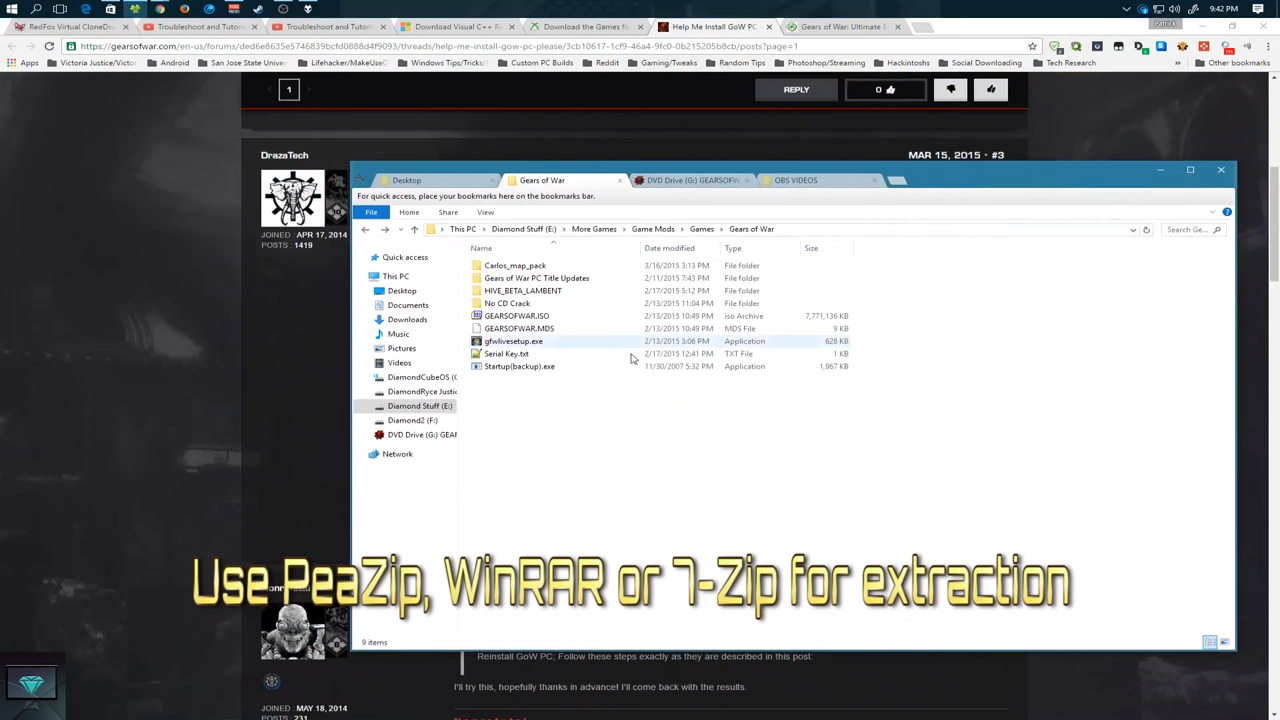 9:42 PM
RedFox Virtual CloneDri
Troubleshoot and Tutori
Troubleshoot and Tutori
Download Visual C++ R
Download the Games fo
Help Me Install GoW PC
Gears of War Ultimate E
Patrick
https://gearsofwar.com/en-us/forums/ded6e8635e5746839bcfd0888d4f9093/threads/help-me-install-gow-pc-please/3cb10617-1cf9-46a4-9fc0-0b215205b8cb/posts?page=1
Apps Victoria Justice/Victor Android San Jose State Univer Lifehacker/MakeUse Windows Tips/Tricks/ Custom PC Builds Reddit Gaming/Tweaks Random Tips Photoshop/Streaming Hackintoshs Social Downloading Tech Research » Other bookmarks
1 REPLY 0
DrazaTech MAR 15, 2015 • #3
JOINED : APR 17, 2014
POSTS : 1419
Desktop Gears of War DVD Drive (G:) GEARSOFW OBS VIDEOS
For quick access, place your bookmarks here on the bookmarks bar.
File Home Share View
This PC Diamond Stuff (E:) More Games Game Mods Games Gears of War Search Ge...
Name Date modified Type Size
Quick access
This PC
Desktop
Documents
Downloads
Music
Pictures
Videos
DiamondCubeOS (
DiamondRyce Justic
Diamond Stuff (E:)
Diamond2 (F:)
DVD Drive (G:) GEAR
Network
Carlos_map_pack 3/16/2015 3:13 PM File folder
Gears of War PC Title Updates 2/11/2015 7:43 PM File folder
HIVE_BETA_LAMBENT 2/17/2015 5:12 PM File folder
No CD Crack 2/13/2015 11:04 PM File folder
GEARSOFWAR.ISO 2/13/2015 10:49 PM iso Archive 7,771,136 KB
GEARSOFWAR.MDS 2/13/2015 10:49 PM MDS File 9 KB
gfwlivesetup.exe 2/13/2015 3:06 PM Application 628 KB
Serial Key.txt 2/17/2015 12:41 PM TXT File 1 KB
Startup(backup).exe 11/30/2007 5:32 PM Application 1,967 KB
Use PeaZip, WinRAR or 7-Zip for extraction
9 items
Reinstall GoW PC; Follow these steps exactly as they are described in this post:
I'll try this, hopefully thanks in advance! I'll come back with the results.
JOINED : MAY 18, 2014
POSTS : 231